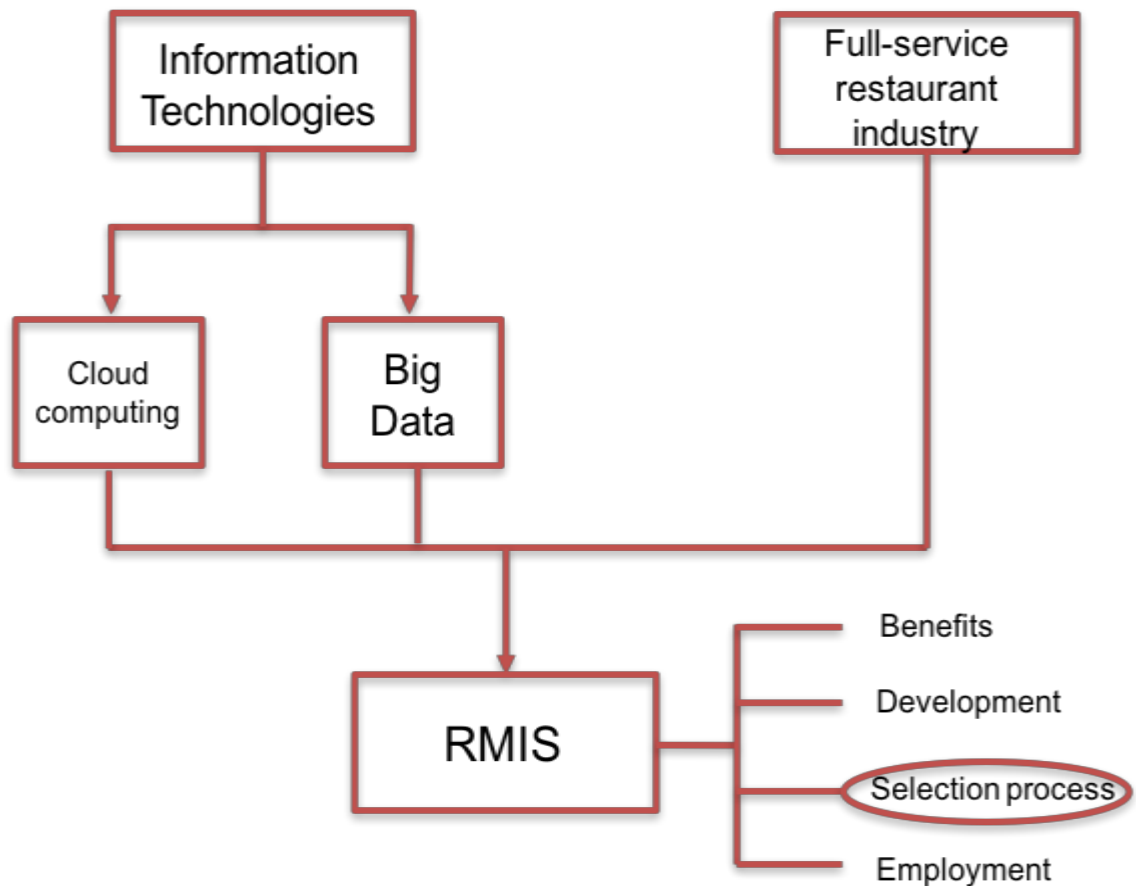 Information
Technologies
Full-service
restaurant
industry
Cloud
computing
Big
Data
RMIS
Benefits
Development
Selection process
Employment